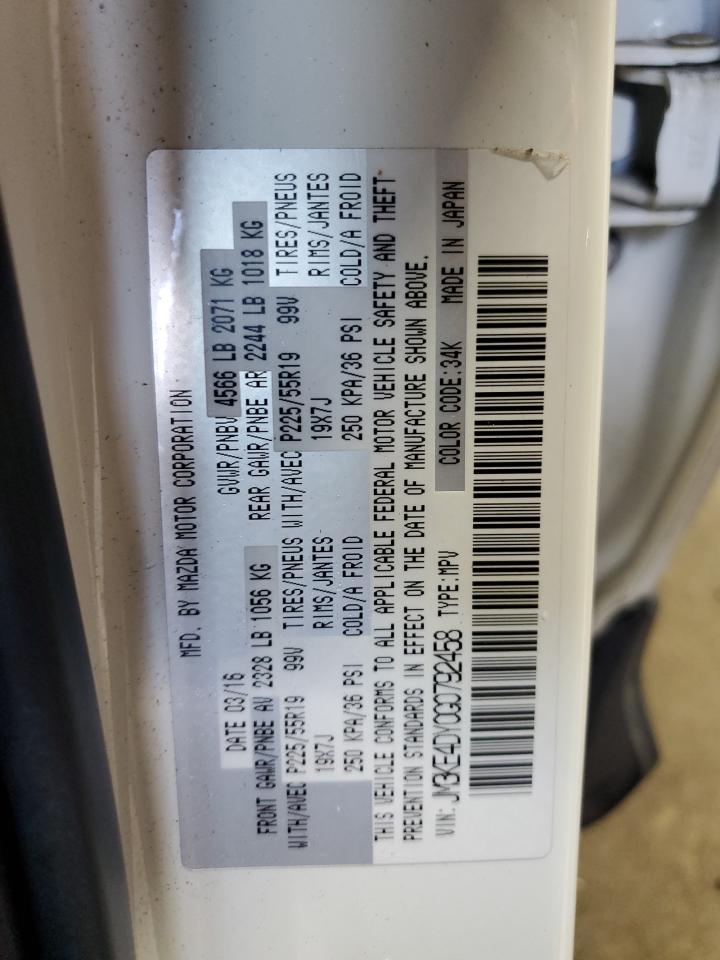 MFD. BY MAZDA MOTOR CORPORATION
DATE 03/16 GVWR/PNBV 4566 LB 2071 KG
FRONT GAWR/PNBE AV 2328 LB 1056 KG REAR GAWR/PNBE AR 2244 LB 1018 KG
WITH/AVEC P225/55R19 99V TIRES/PNEUS WITH/AVEC P225/55R19 99V TIRES/PNEUS
19X7J RIMS/JANTES 19X7J RIMS/JANTES
250 KPA/36 PSI COLD/A FROID 250 KPA/36 PSI COLD/A FROID
THIS VEHICLE CONFORMS TO ALL APPLICABLE FEDERAL MOTOR VEHICLE SAFETY AND THEFT
PREVENTION STANDARDS IN EFFECT ON THE DATE OF MANUFACTURE SHOWN ABOVE.
VIN: JM3KE4DY0G0792458 TYPE:MPV COLOR CODE:34K MADE IN JAPAN